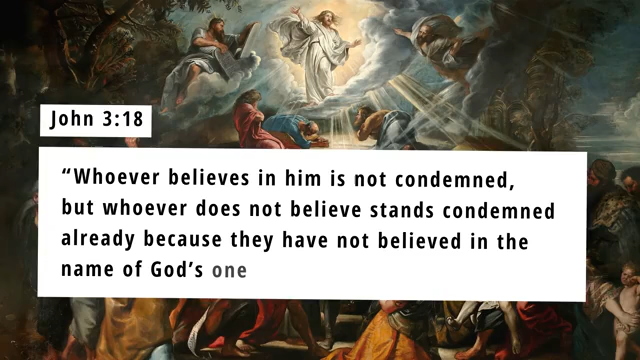 John 3:18
“Whoever believes in him is not condemned,
but whoever does not believe stands condemned
already because they have not believed in the
name of God’s one